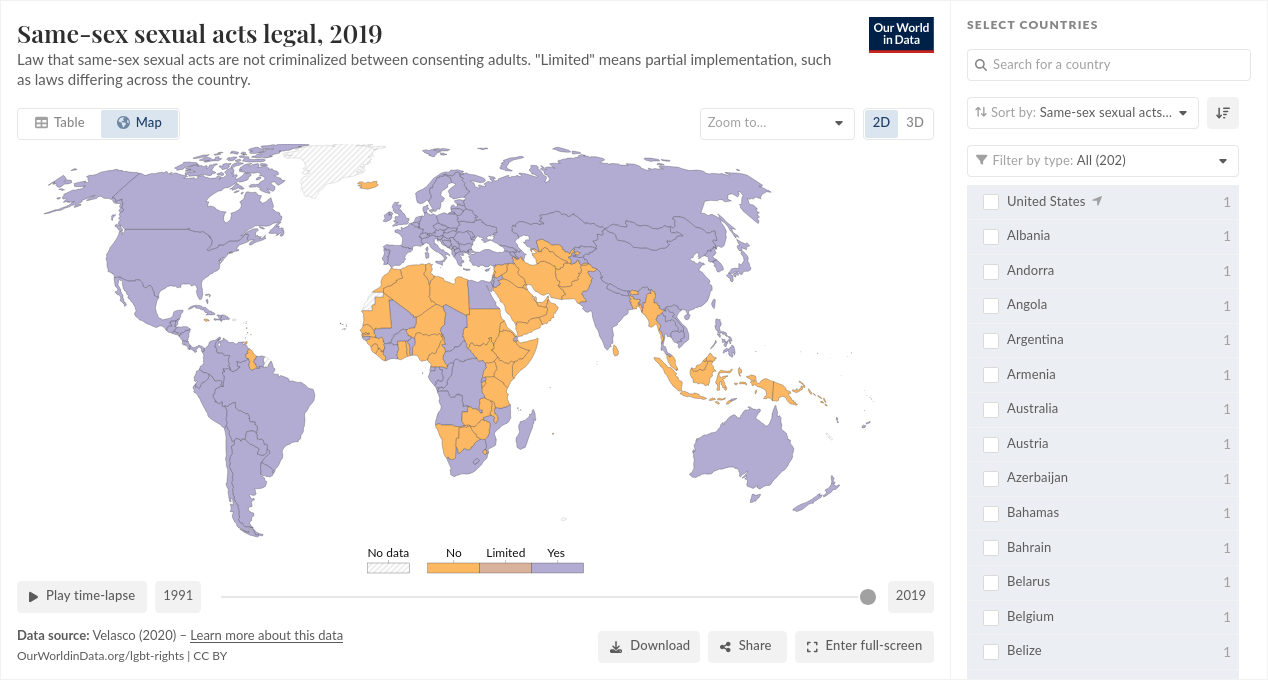 Same-sex sexual acts legal, 2019
Law that same-sex sexual acts are not criminalized between consenting adults. "Limited" means partial implementation, such
as laws differing across the country.
Our World
in Data
Table
Map
Zoom to...
2D
3D
No data
No
Limited
Yes
Play time-lapse
1991
2019
Data source: Velasco (2020) – Learn more about this data
OurWorldinData.org/lgbt-rights | CC BY
Download
Share
Enter full-screen
SELECT COUNTRIES
Search for a country
Sort by: Same-sex sexual acts...
Filter by type: All (202)
United States 1
Albania 1
Andorra 1
Angola 1
Argentina 1
Armenia 1
Australia 1
Austria 1
Azerbaijan 1
Bahamas 1
Bahrain 1
Belarus 1
Belgium 1
Belize 1